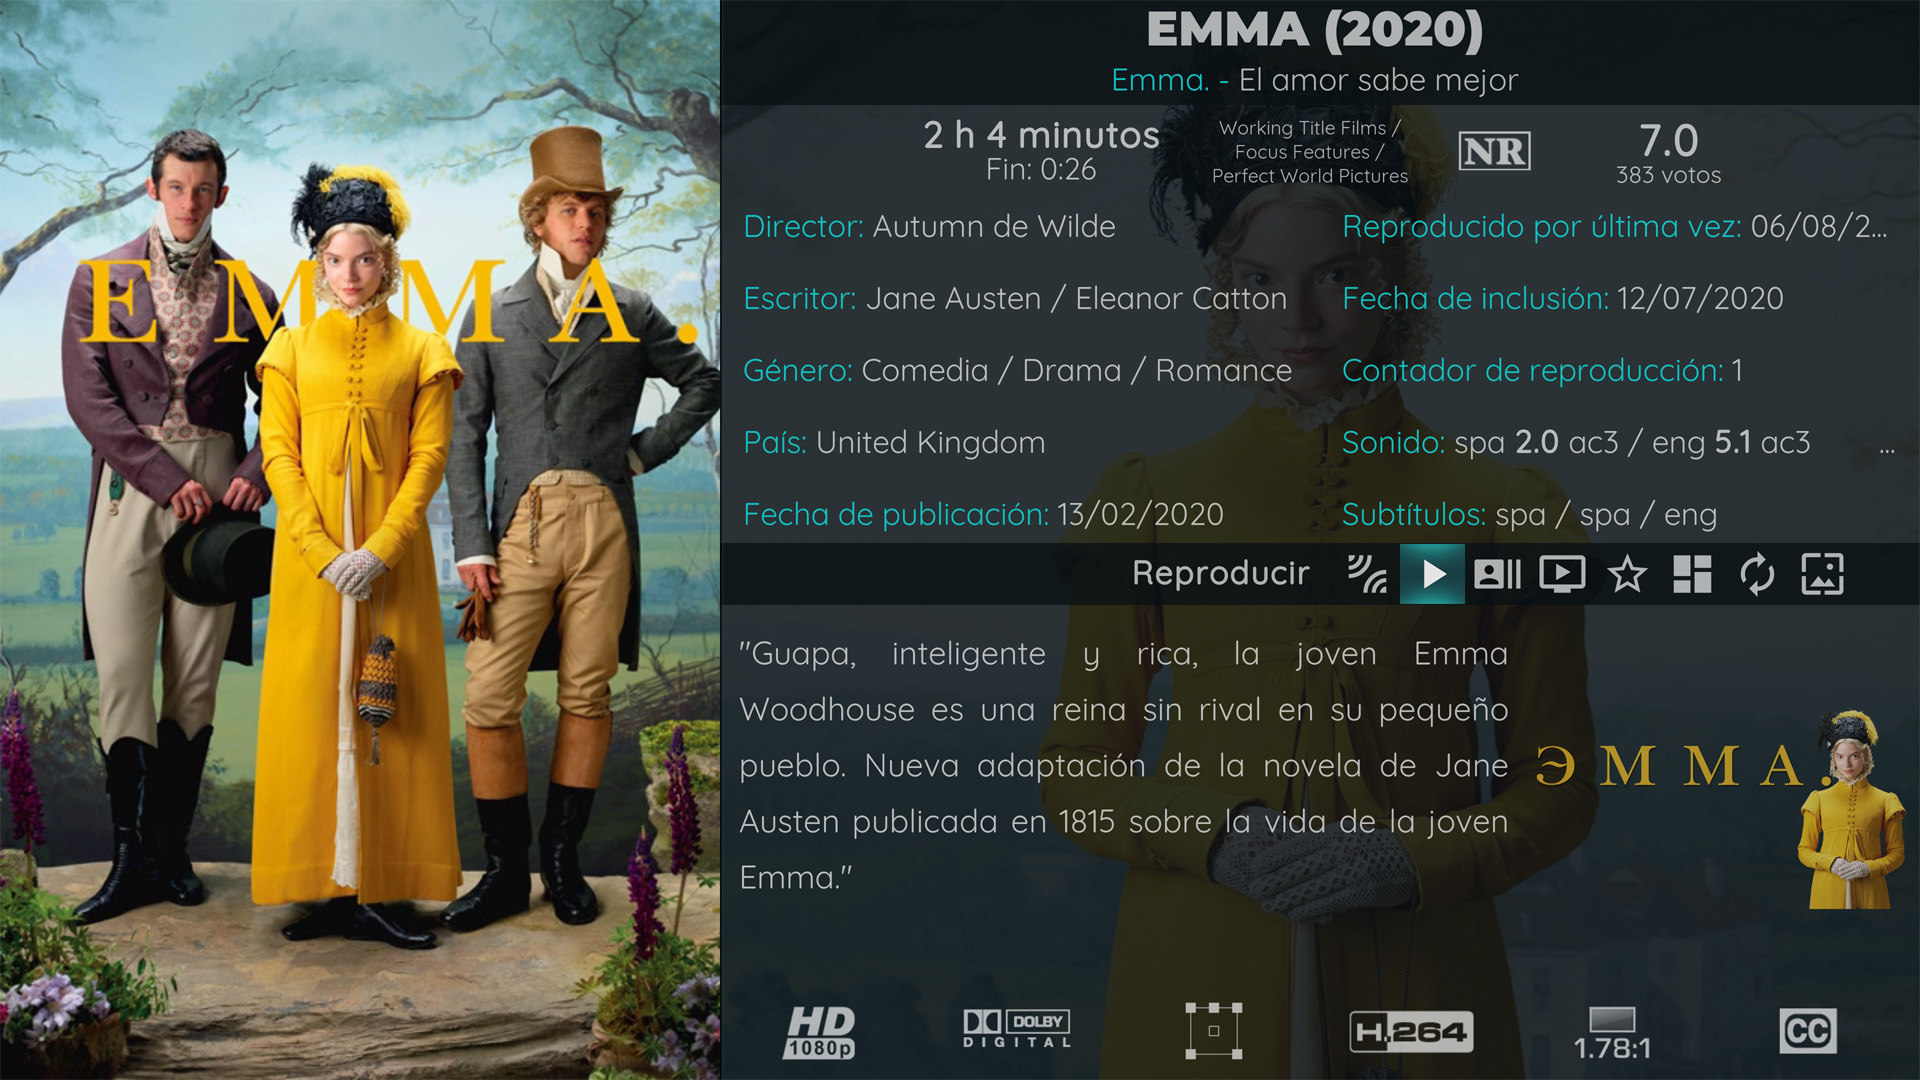 E M M A .
EMMA (2020)
Emma. - El amor sabe mejor
2 h 4 minutos
Fin: 0:26
Working Title Films /
Focus Features /
Perfect World Pictures
NR
7.0
383 votos
Director: Autumn de Wilde
Reproducido por última vez: 06/08/2...
Escritor: Jane Austen / Eleanor Catton
Fecha de inclusión: 12/07/2020
Género: Comedia / Drama / Romance
Contador de reproducción: 1
País: United Kingdom
Sonido: spa 2.0 ac3 / eng 5.1 ac3 ...
Fecha de publicación: 13/02/2020
Subtítulos: spa / spa / eng
Reproducir
"Guapa, inteligente y rica, la joven Emma
Woodhouse es una reina sin rival en su pequeño
pueblo. Nueva adaptación de la novela de Jane
Austen publicada en 1815 sobre la vida de la joven
Emma."
Э М М А .
HD
1080p
DOLBY
DIGITAL
H.264
1.78:1
CC